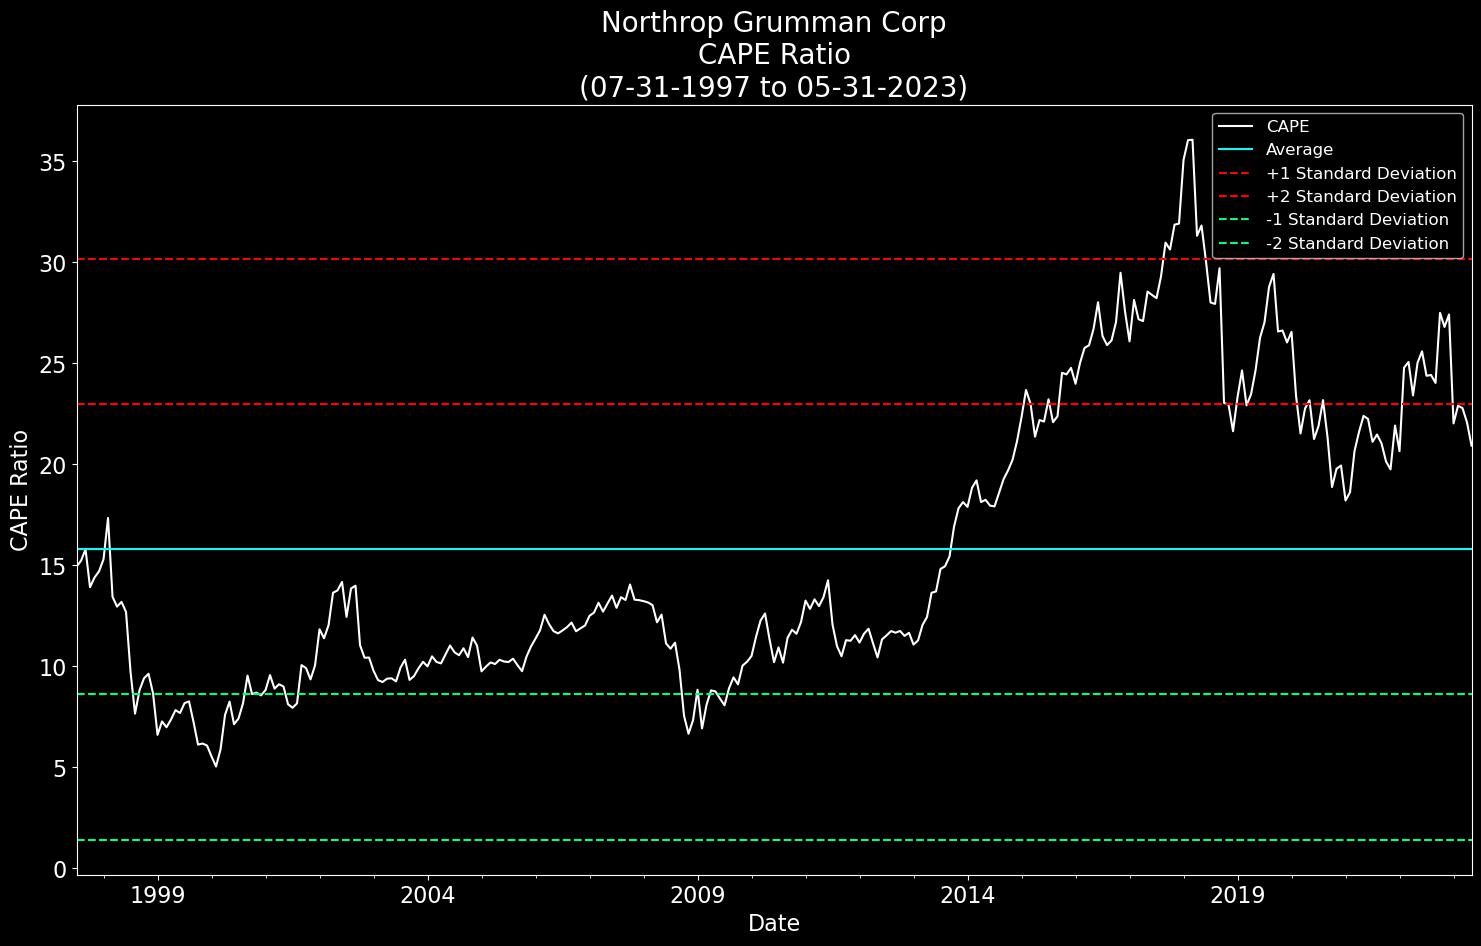 Northrop Grumman Corp
CAPE Ratio
(07-31-1997 to 05-31-2023)
CAPE
Average
+1 Standard Deviation
+2 Standard Deviation
-1 Standard Deviation
-2 Standard Deviation
CAPE Ratio
35
30
25
20
15
10
5
0
1999 2004 2009 2014 2019
Date